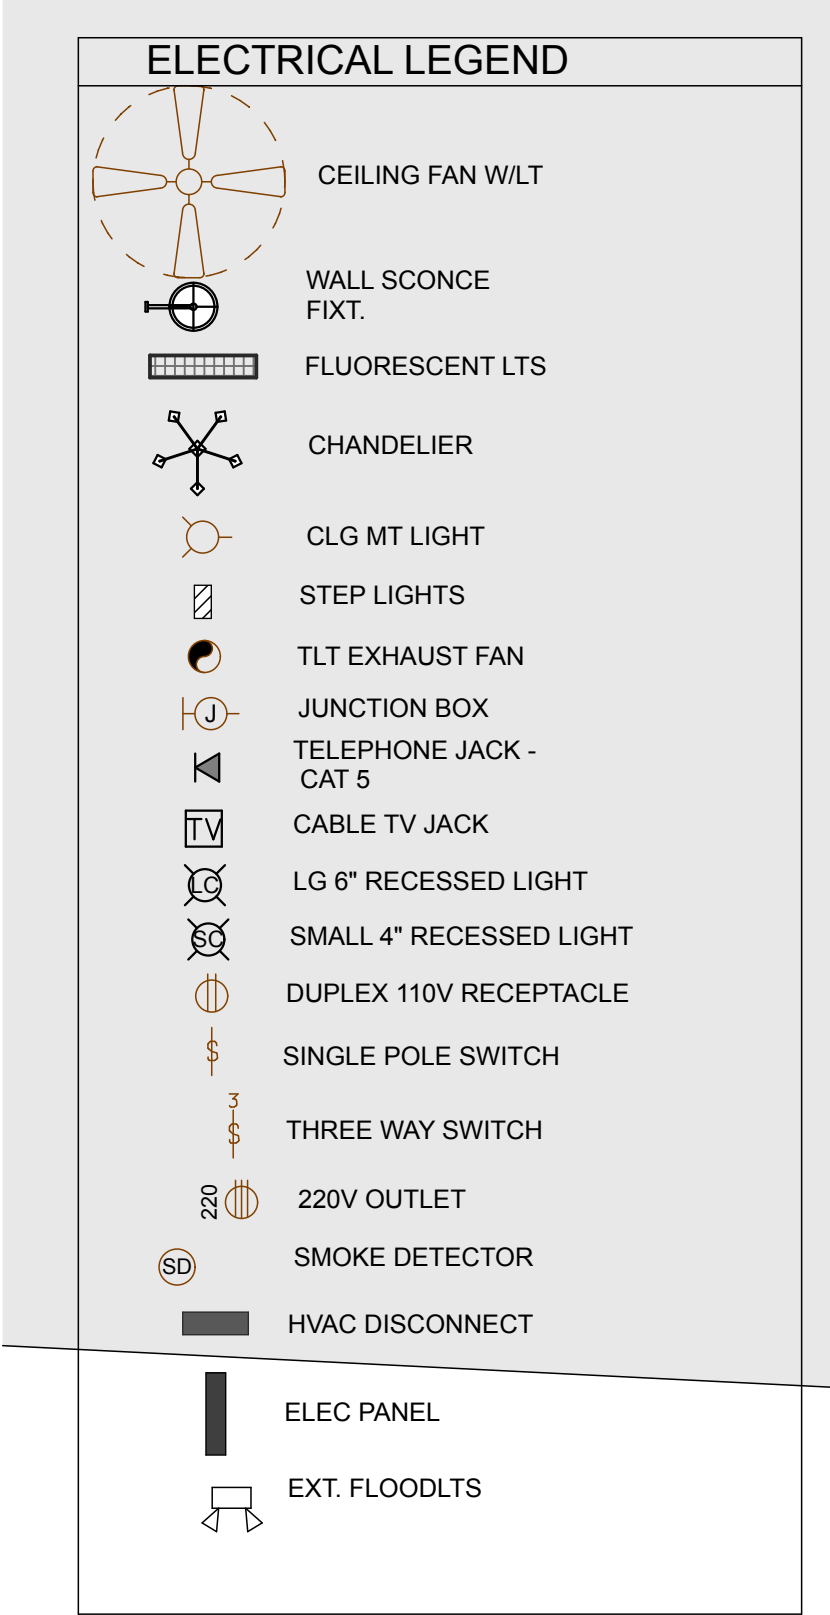 ELECTRICAL LEGEND
CEILING FAN W/LT
WALL SCONCE
FIXT.
FLUORESCENT LTS
CHANDELIER
CLG MT LIGHT
STEP LIGHTS
TLT EXHAUST FAN
J JUNCTION BOX
TELEPHONE JACK -
CAT 5
TV CABLE TV JACK
LC LG 6" RECESSED LIGHT
SC SMALL 4" RECESSED LIGHT
DUPLEX 110V RECEPTACLE
S SINGLE POLE SWITCH
3
S THREE WAY SWITCH
220 220V OUTLET
SD SMOKE DETECTOR
HVAC DISCONNECT
ELEC PANEL
EXT. FLOODLTS